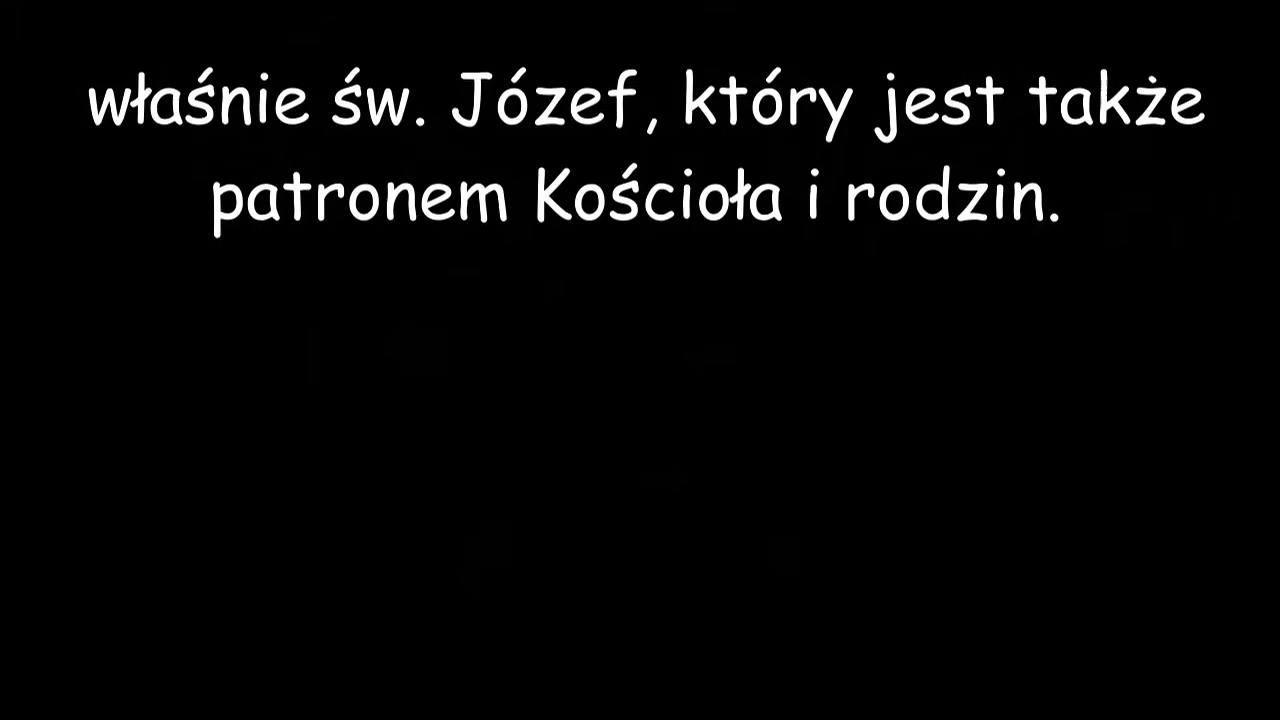 właśnie św. Józef, który jest także
patronem Kościoła i rodzin.